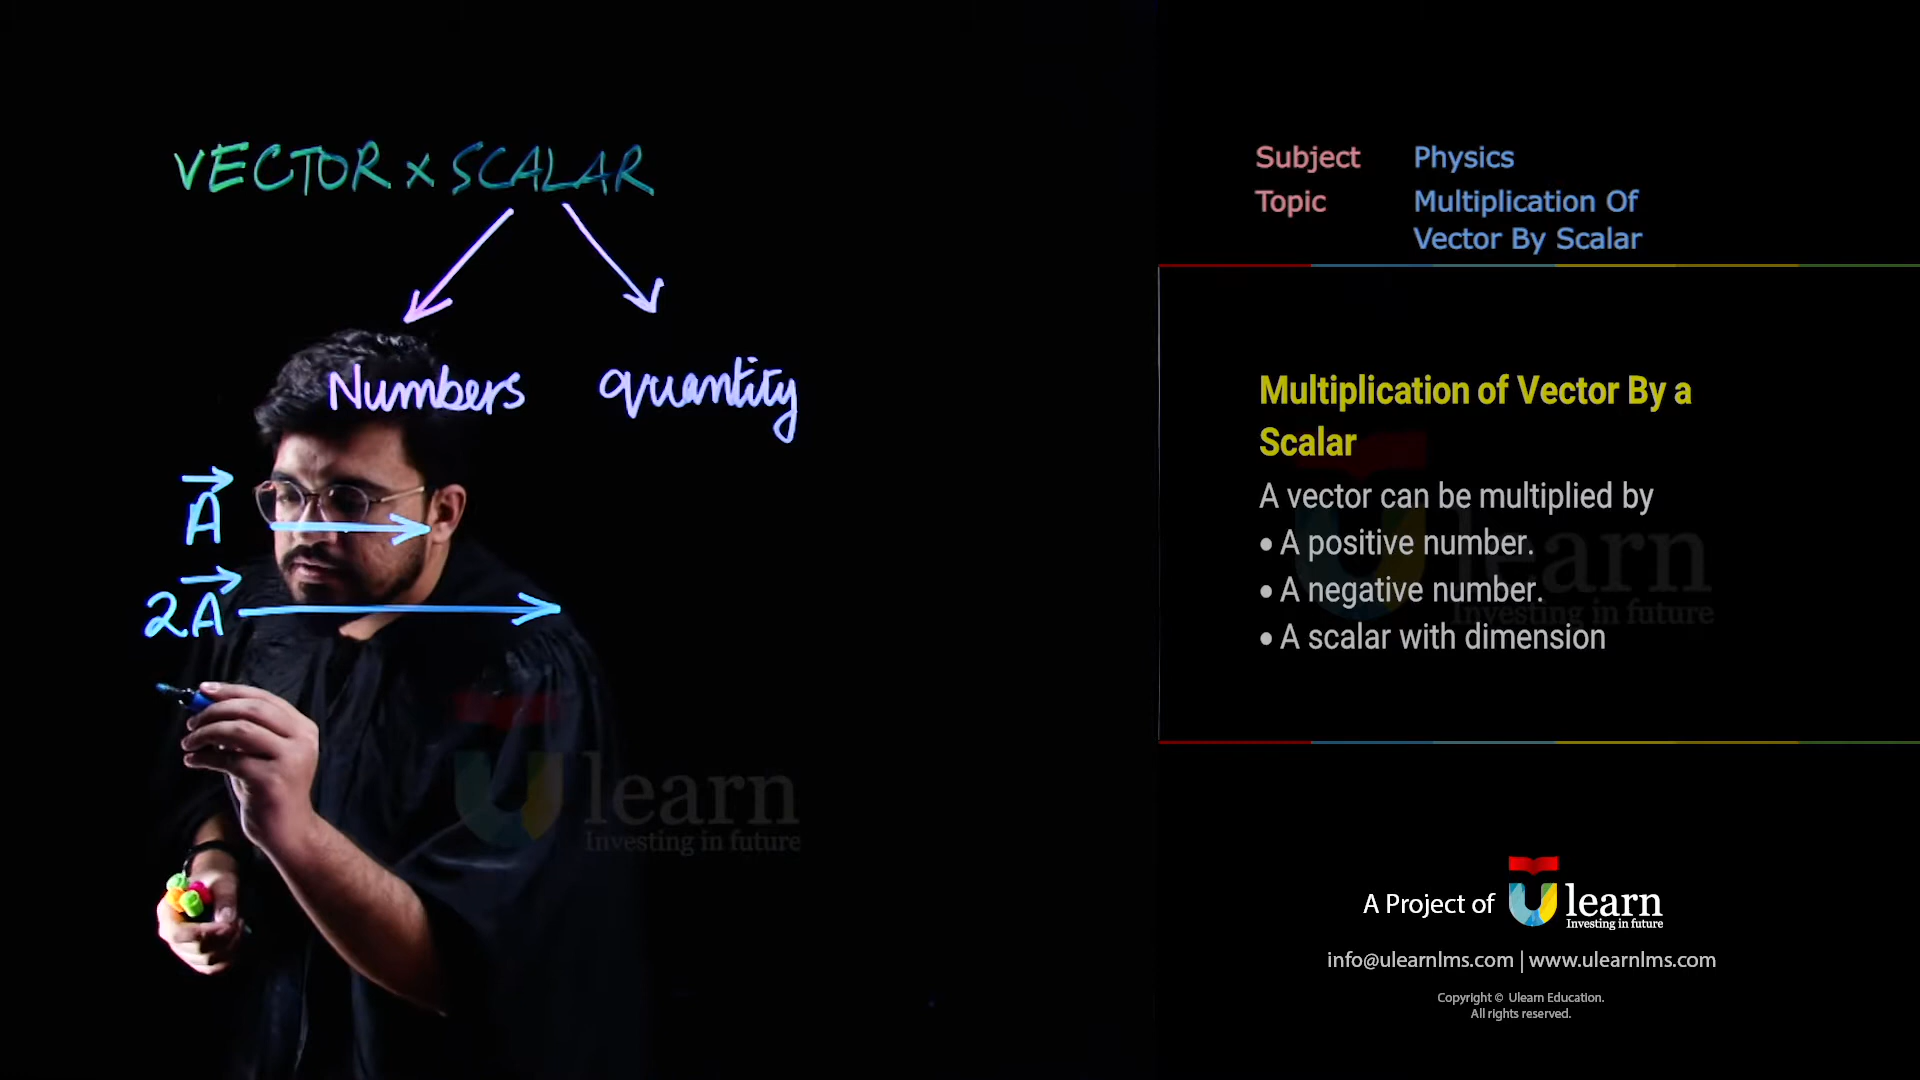 VECTOR x SCALAR
Numbers quantity
A
2A
Subject Physics
Topic Multiplication Of
Vector By Scalar
Multiplication of Vector By a
Scalar
A vector can be multiplied by
• A positive number.
• A negative number.
• A scalar with dimension
learn
Investing in future
Ulearn
Investing in future
A Project of Ulearn
Investing in future
info@ulearnlms.com | www.ulearnlms.com
Copyright © Ulearn Education.
All rights reserved.